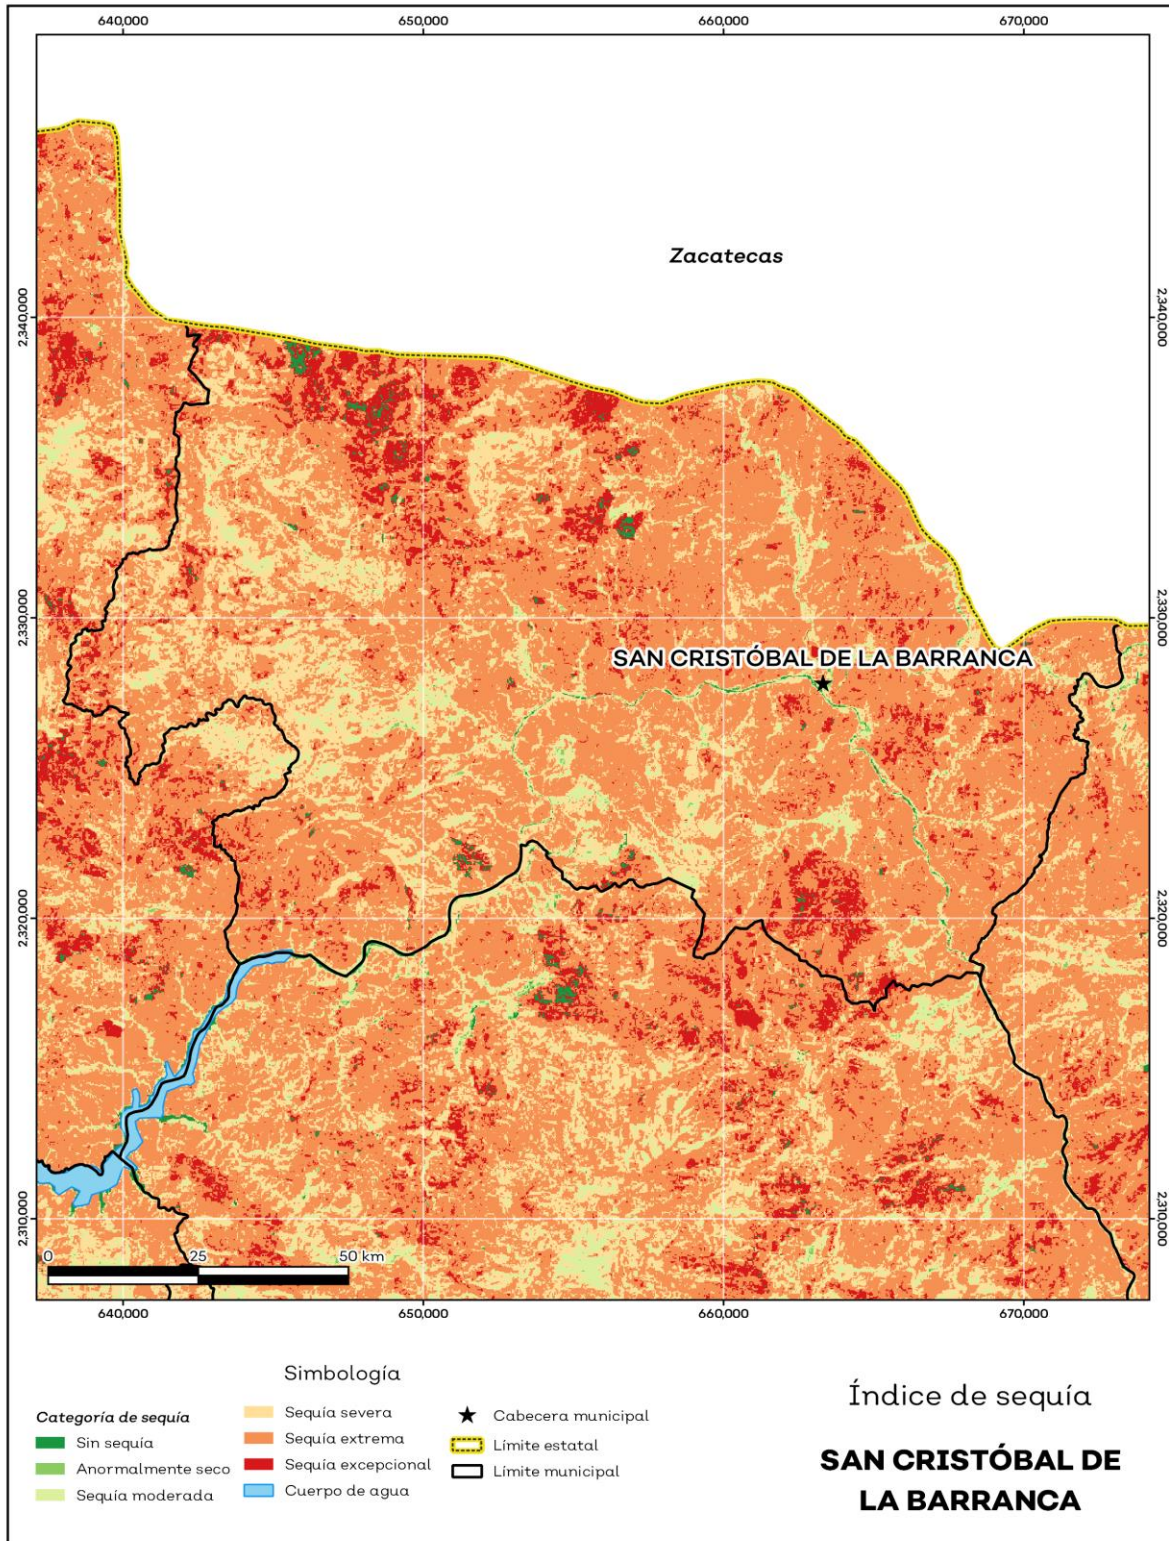 640,000
650,000
660,000
670,000
Zacatecas
2,340,000
2,340,000
2,330,000
2,330,000
SAN CRISTÓBAL DE LA BARRANCA
2,320,000
2,320,000
2,310,000
2,310,000
0
25
50 km
640,000
650,000
660,000
670,000
Simbología
Categoría de sequía
Sin sequía
Anormalmente seco
Sequía moderada
Sequía severa
Sequía extrema
Sequía excepcional
Cuerpo de agua
Cabecera municipal
Límite estatal
Límite municipal
Índice de sequía
SAN CRISTÓBAL DE
LA BARRANCA